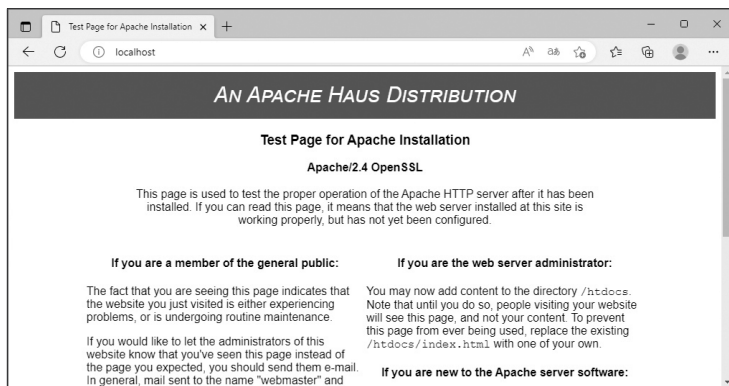 Test Page for Apache Installation
localhost
AN APACHE HAUS DISTRIBUTION
Test Page for Apache Installation
Apache/2.4 OpenSSL
This page is used to test the proper operation of the Apache HTTP server after it has been
installed. If you can read this page, it means that the web server installed at this site is
working properly, but has not yet been configured.
If you are a member of the general public:
The fact that you are seeing this page indicates that
the website you just visited is either experiencing
problems, or is undergoing routine maintenance.
If you would like to let the administrators of this
website know that you've seen this page instead of
the page you expected, you should send them e-mail.
In general, mail sent to the name "webmaster" and
If you are the web server administrator:
You may now add content to the directory /htdocs.
Note that until you do so, people visiting your website
will see this page, and not your content. To prevent
this page from ever being used, replace the existing
/htdocs/index.html with one of your own.
If you are new to the Apache server software: